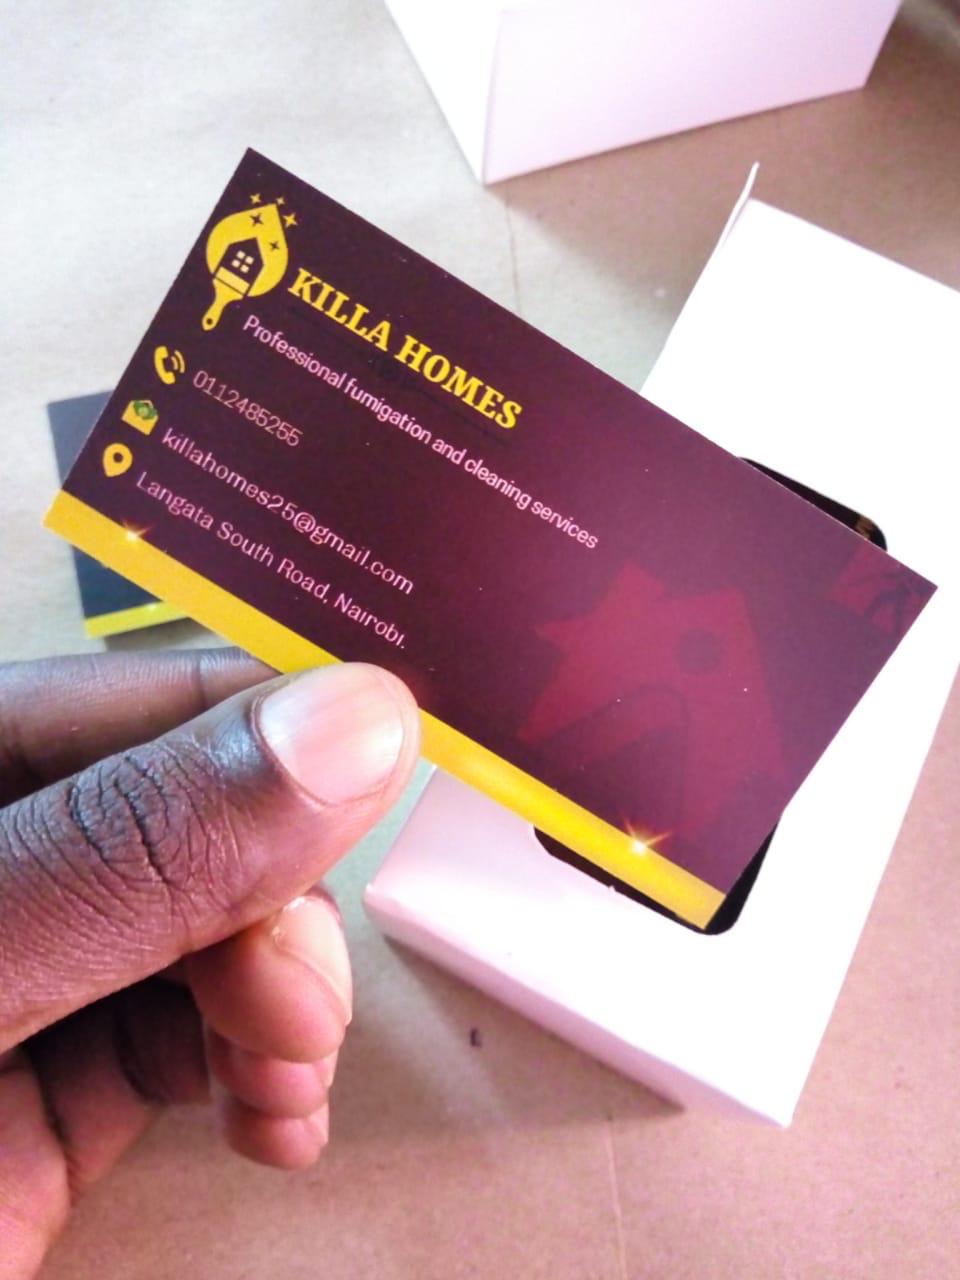 KILLA HOMES
Professional fumigation and cleaning services
0112485255
killahomes25@gmail.com
Langata South Road, Nairobi.